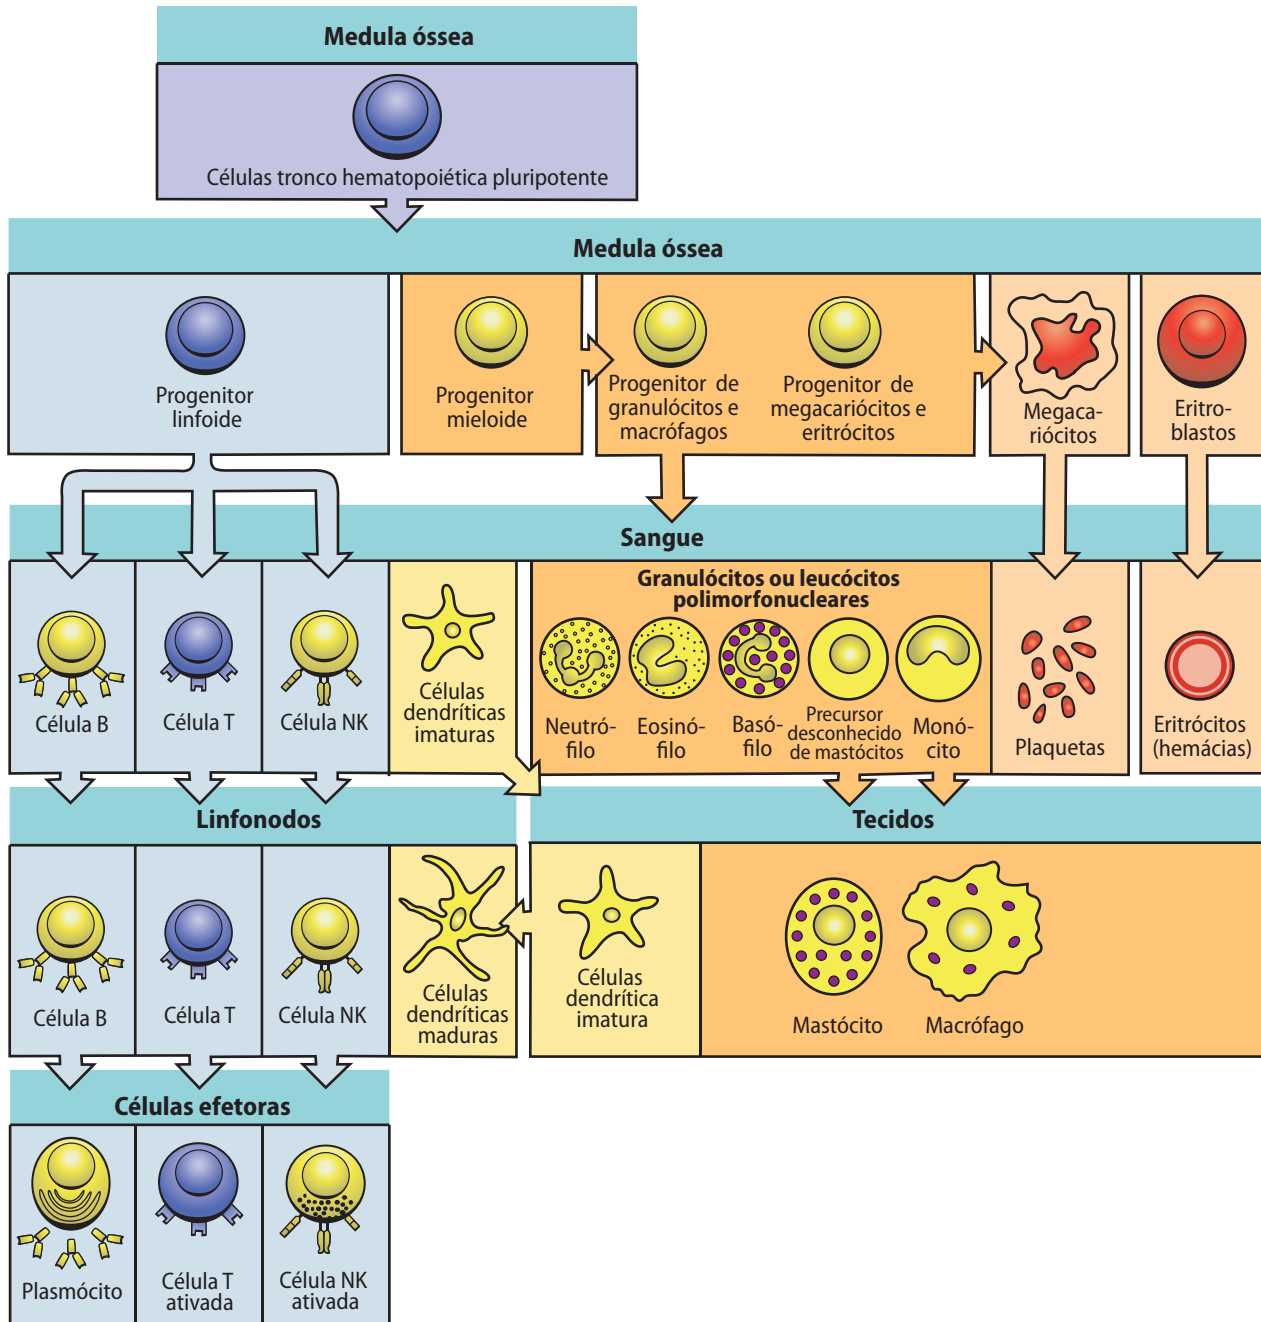 Medula óssea
Células tronco hematopoiética pluripotente
Medula óssea
Progenitor
linfoide
Progenitor
mieloide
Progenitor de
granulócitos e
macrófagos
Progenitor de
megacariócitos e
eritrócitos
Megaca-
riócitos
Eritro-
blastos
Sangue
Célula B
Célula T
Célula NK
Células
dendríticas
imaturas
Granulócitos ou leucócitos
polimorfonucleares
Neutró-
filo
Eosinó-
filo
Basó-
filo
Precursor
desconhecido
de mastócitos
Monó-
cito
Plaquetas
Eritrócitos
(hemácias)
Linfonodos
Célula B
Célula T
Célula NK
Células
dendríticas
maduras
Tecidos
Células
dendrítica
imatura
Mastócito
Macrófago
Células efetoras
Plasmócito
Célula T
ativada
Célula NK
ativada